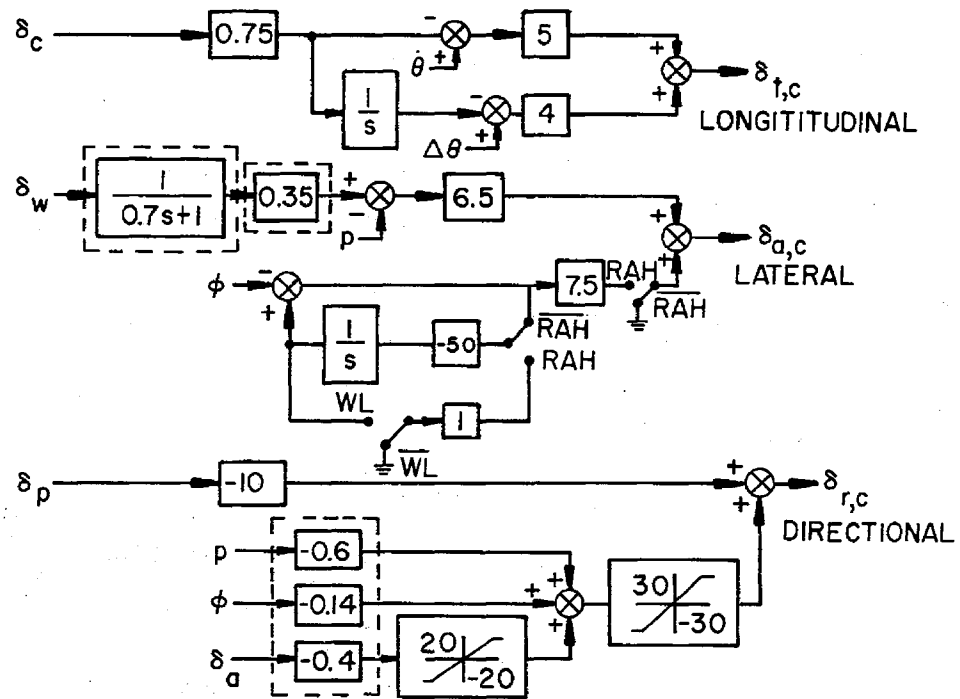 δc 0.75 − 5 +
θ̇ + + δt,c
1/s − 4
Δθ + LONGITITUDINAL
δw 1/(0.7s+1) 0.35 + 6.5 +
− p + δa,c
φ − 7.5 RAH LATERAL
+ RAH̅
1/s -50 RAH̅
RAH
WL 1
WL̅
δp -10 + δr,c
+ DIRECTIONAL
p -0.6 +
φ -0.14 + 30 -30
δa -0.4 20 -20 +